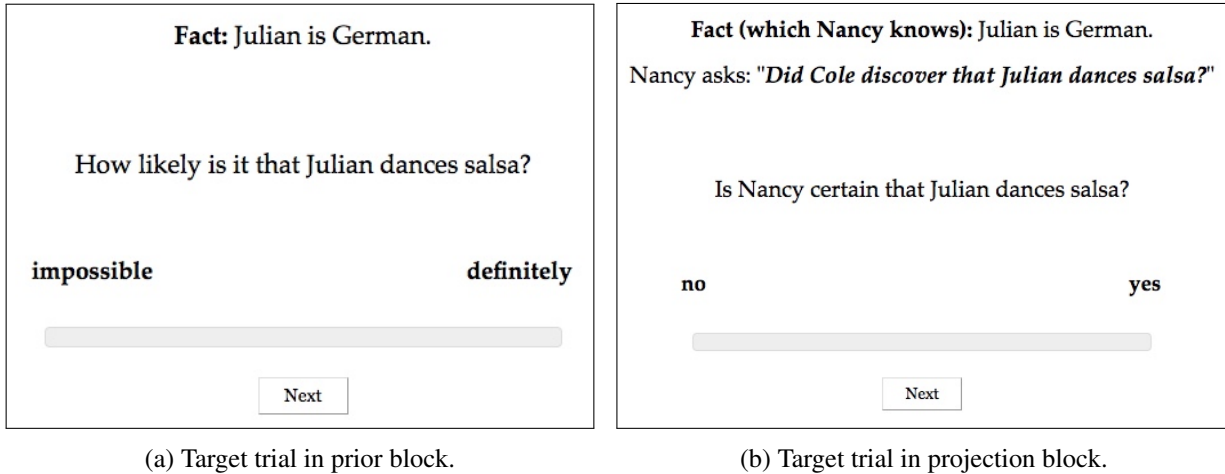 Fact: Julian is German.
How likely is it that Julian dances salsa?
impossible definitely
Next
(a) Target trial in prior block.
Fact (which Nancy knows): Julian is German.
Nancy asks: "Did Cole discover that Julian dances salsa?"
Is Nancy certain that Julian dances salsa?
no yes
Next
(b) Target trial in projection block.